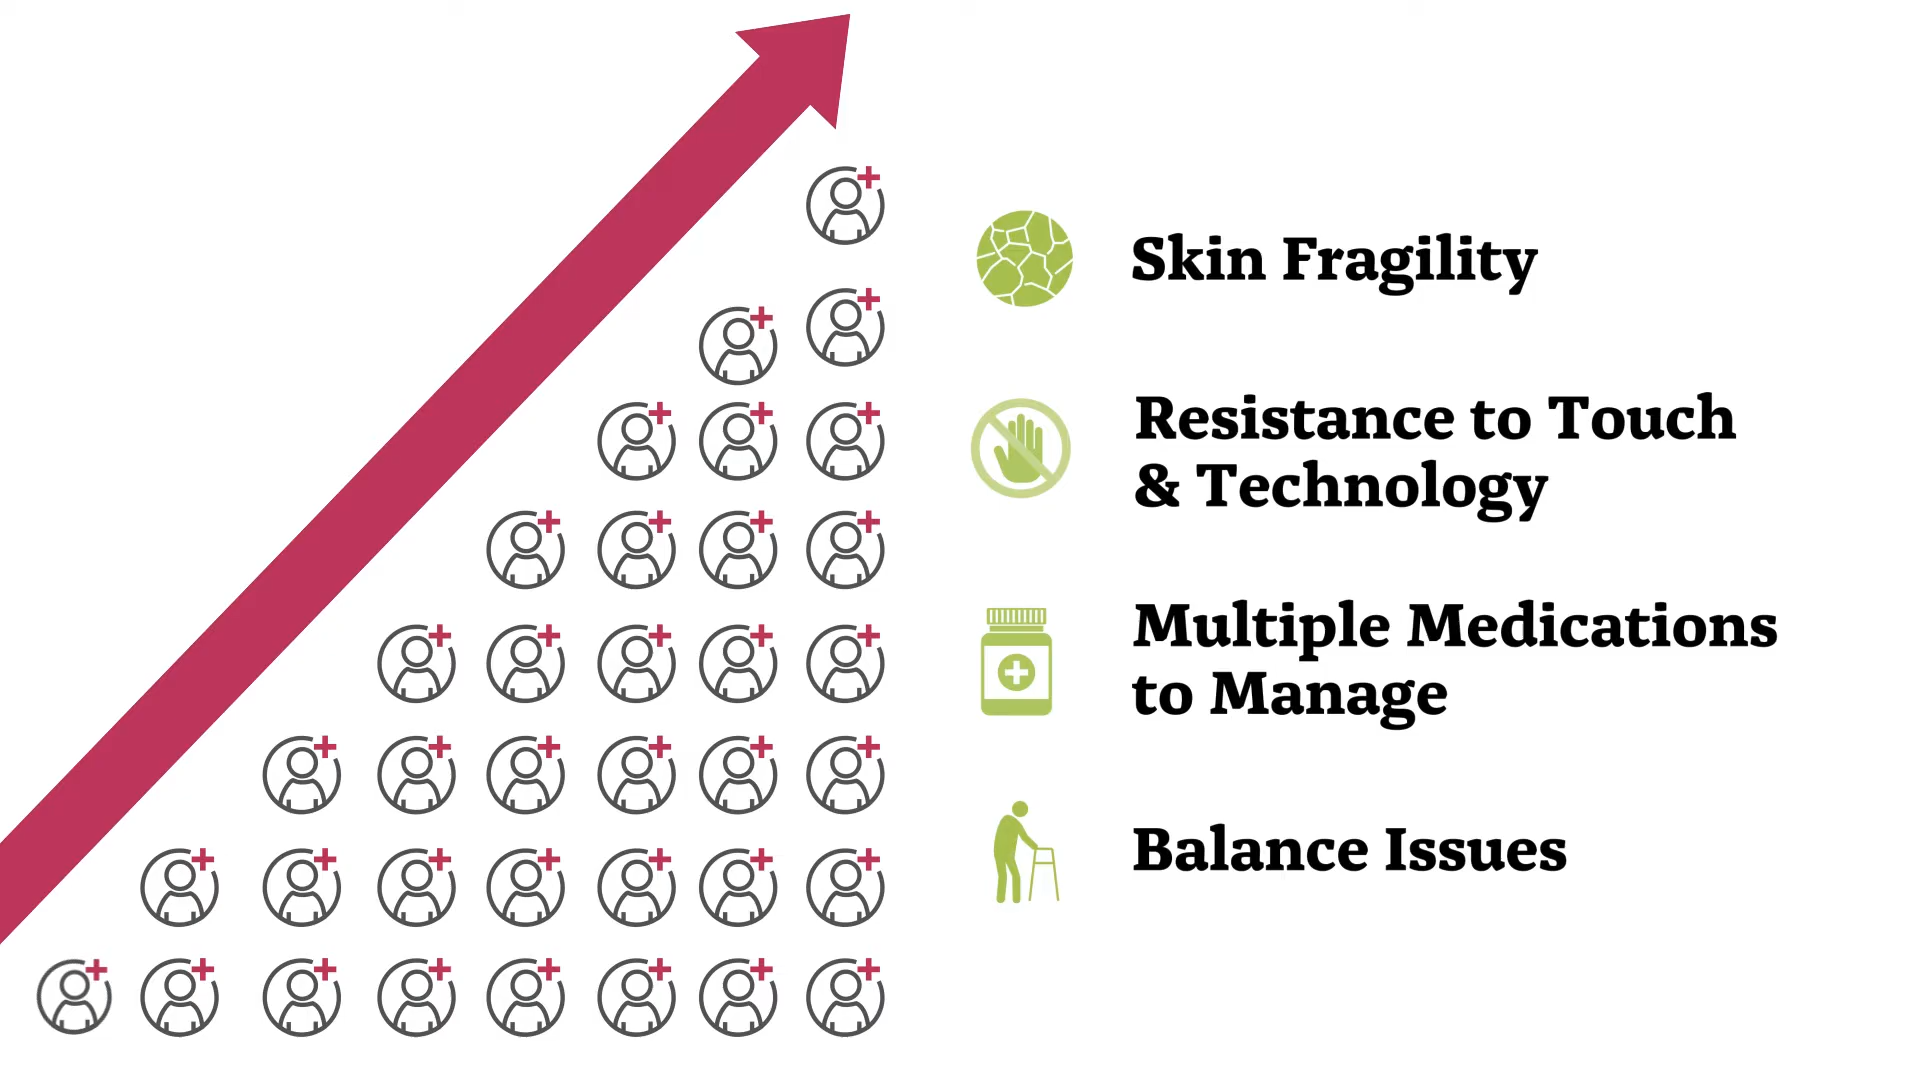 Skin Fragility
Resistance to Touch
& Technology
Multiple Medications
to Manage
Balance Issues